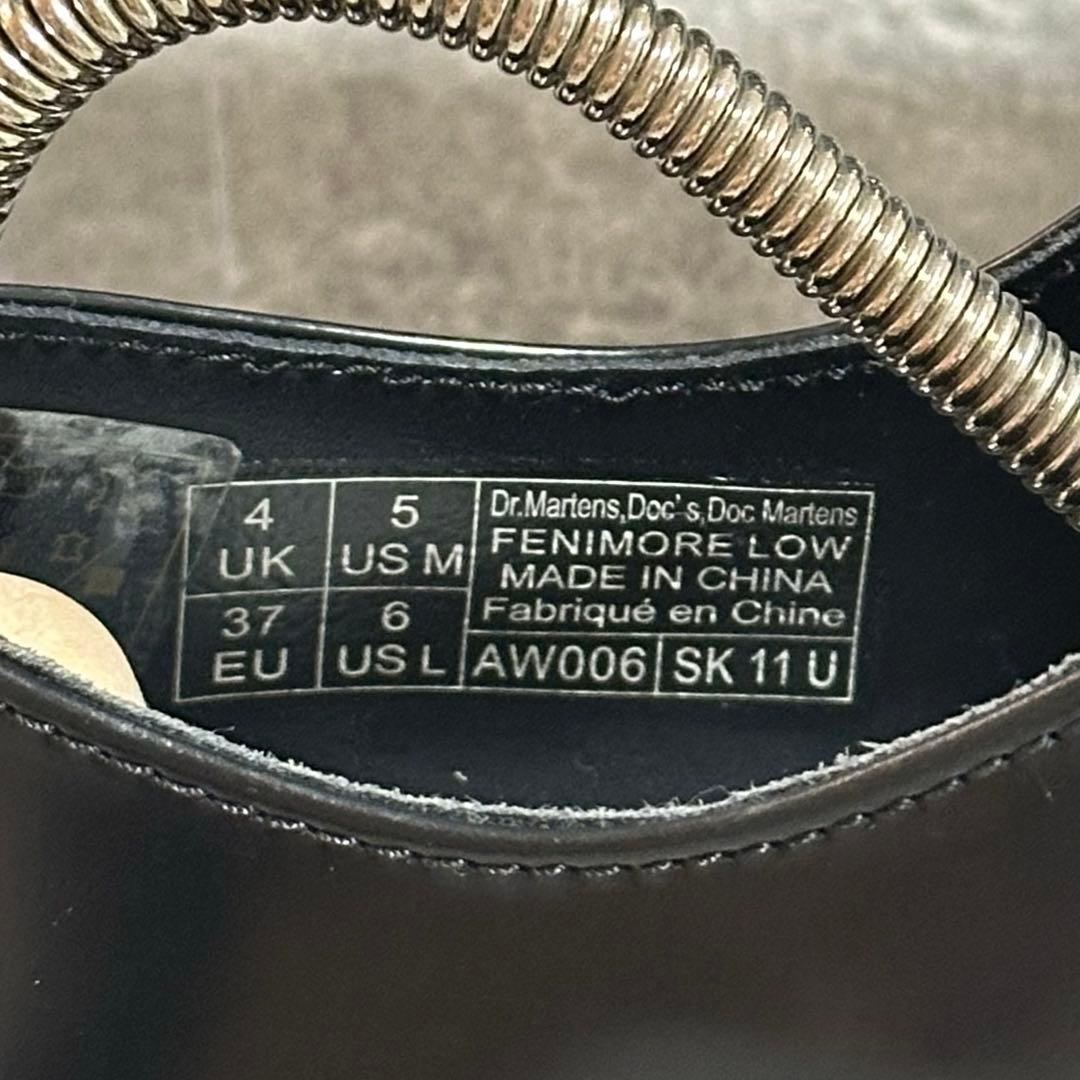 4 UK
5 US M
37 EU
6 US L
Dr.Martens,Doc's,Doc Martens
FENIMORE LOW
MADE IN CHINA
Fabriqué en Chine
AW006
SK 11 U